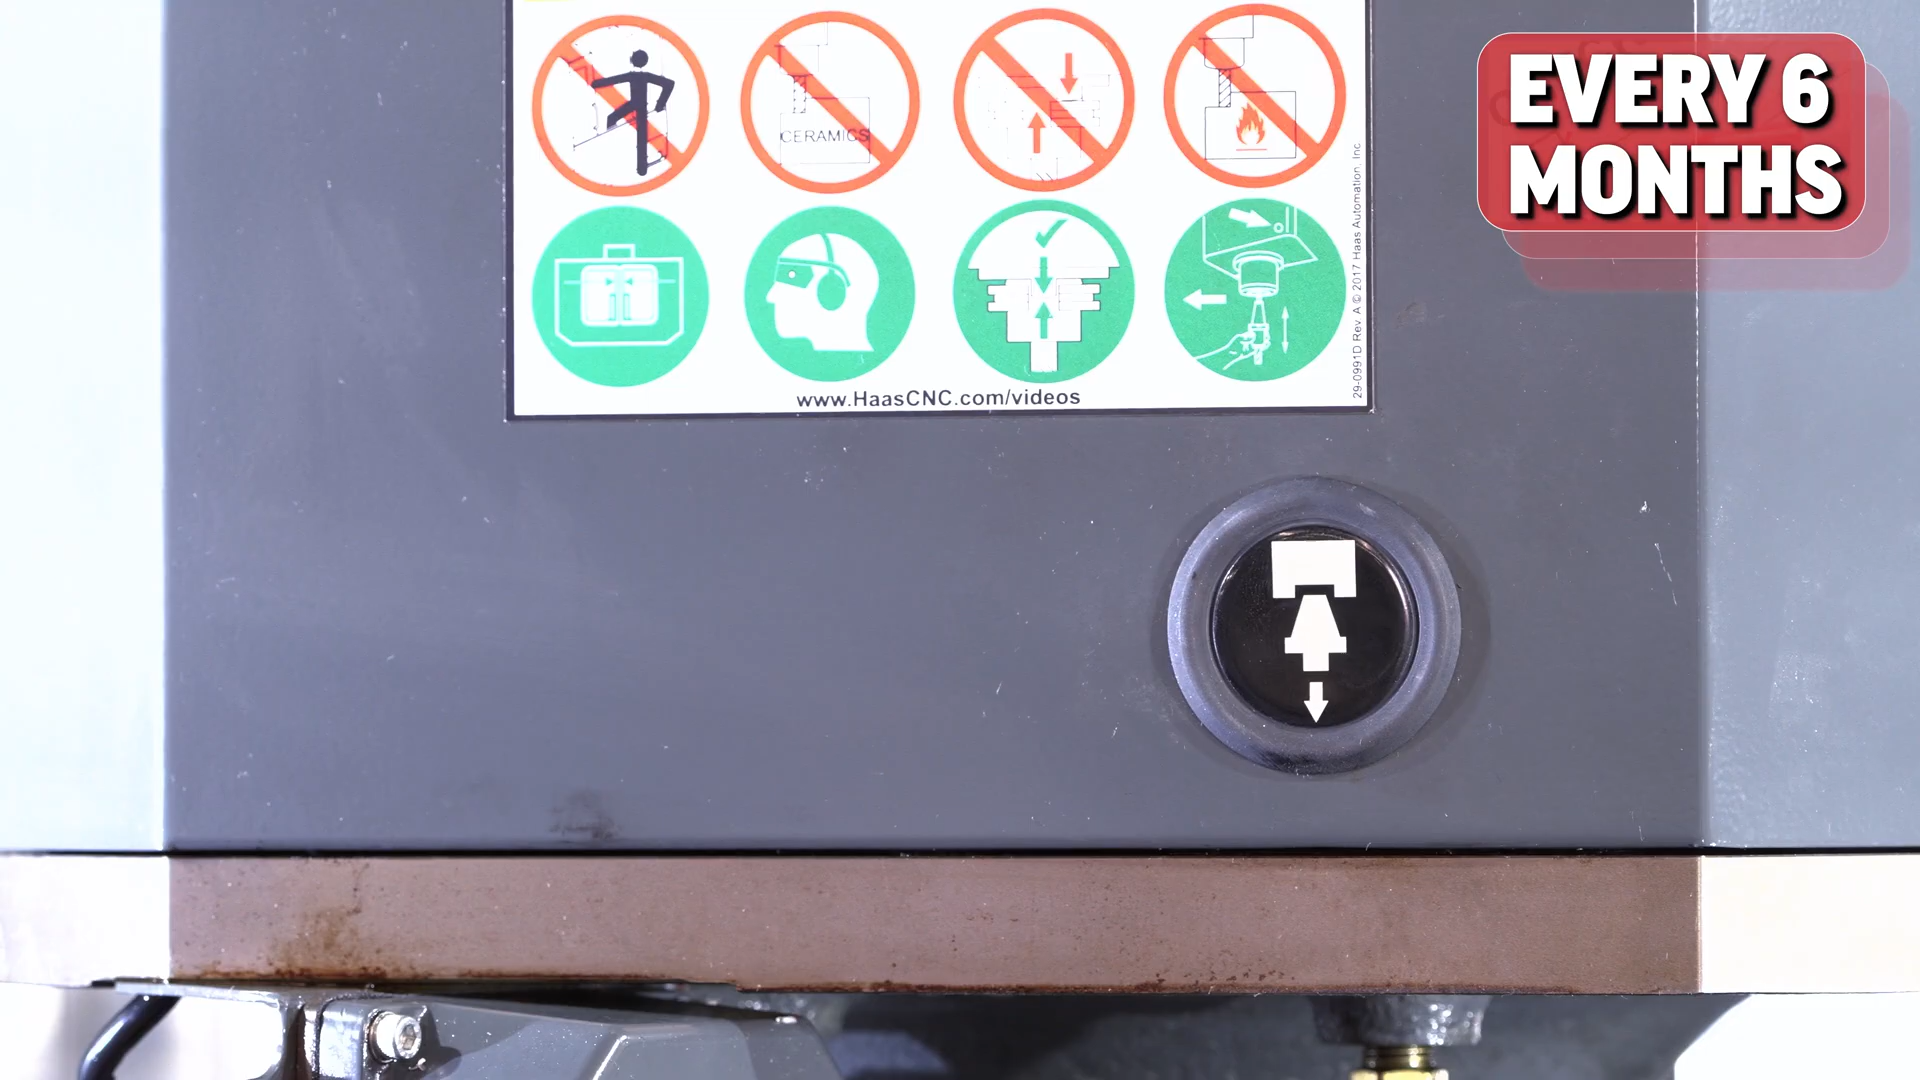 EVERY 6
MONTHS
CERAMICS
www.HaasCNC.com/videos
29-0991D Rev A © 2017 Haas Automation, Inc